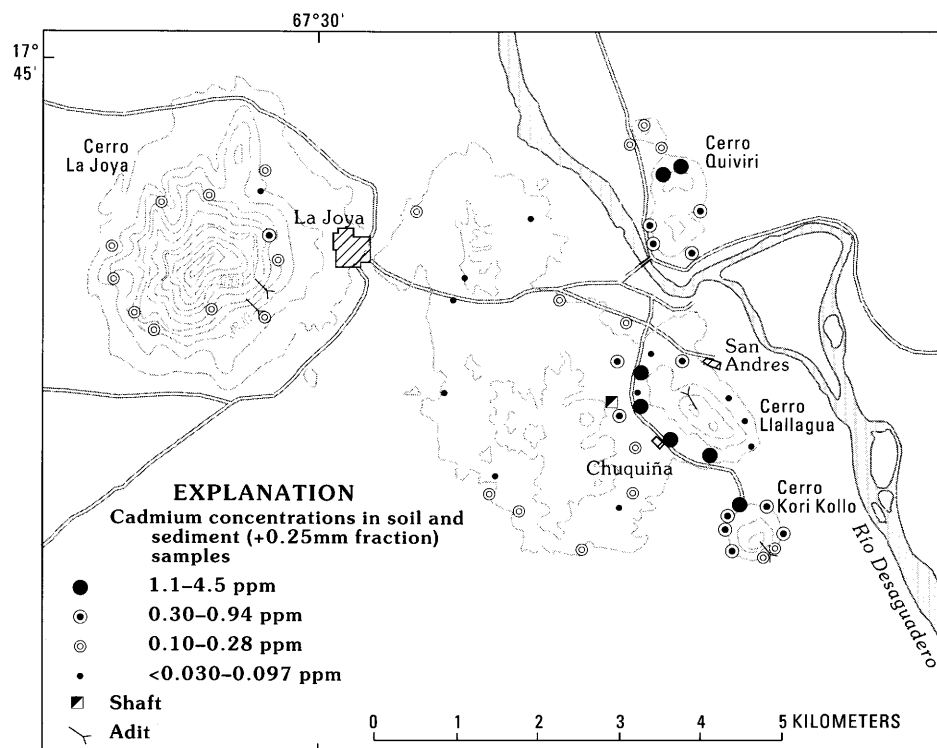 67°30'
17°
45'
Cerro
La Joya
La Joya
Cerro
Quiviri
San
Andres
Cerro
Llallagua
Chuquiña
Cerro
Kori Kollo
Río Desaguadero
EXPLANATION
Cadmium concentrations in soil and
sediment (+0.25mm fraction)
samples
1.1–4.5 ppm
0.30–0.94 ppm
0.10–0.28 ppm
<0.030–0.097 ppm
Shaft
Adit
0 1 2 3 4 5 KILOMETERS